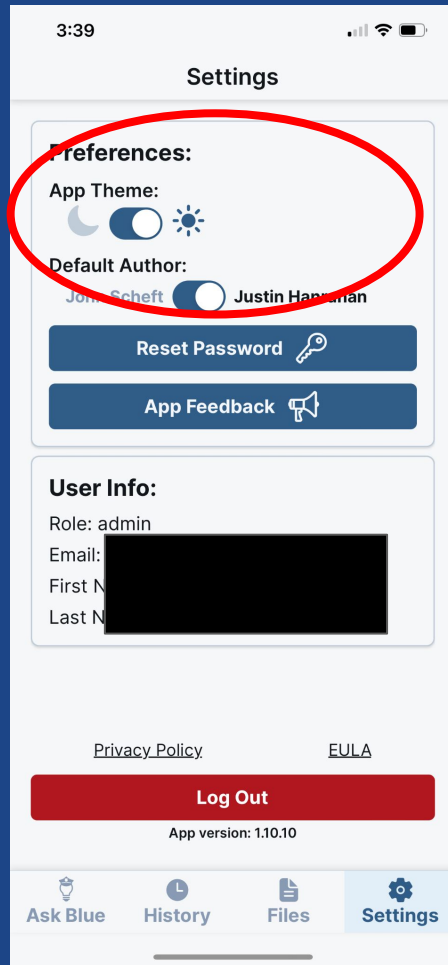 3:39
Settings
Preferences:
App Theme:
Default Author:
John Scheft Justin Hanrahan
Reset Password
App Feedback
User Info:
Role: admin
Email:
First N
Last N
Privacy Policy EULA
Log Out
App version: 1.10.10
Ask Blue History Files Settings